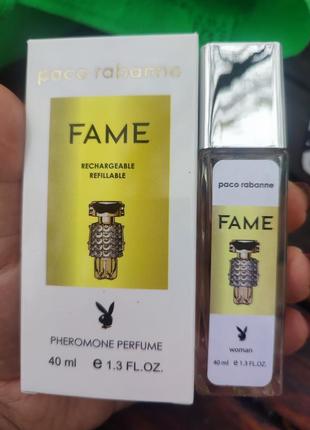 paco rabanne
FAME
RECHARGEABLE
REFILLABLE
PHEROMONE PERFUME
40 ml e 1.3 FL.OZ.
paco rabanne
FAME
woman
40 ml e 1.3 FL.OZ.